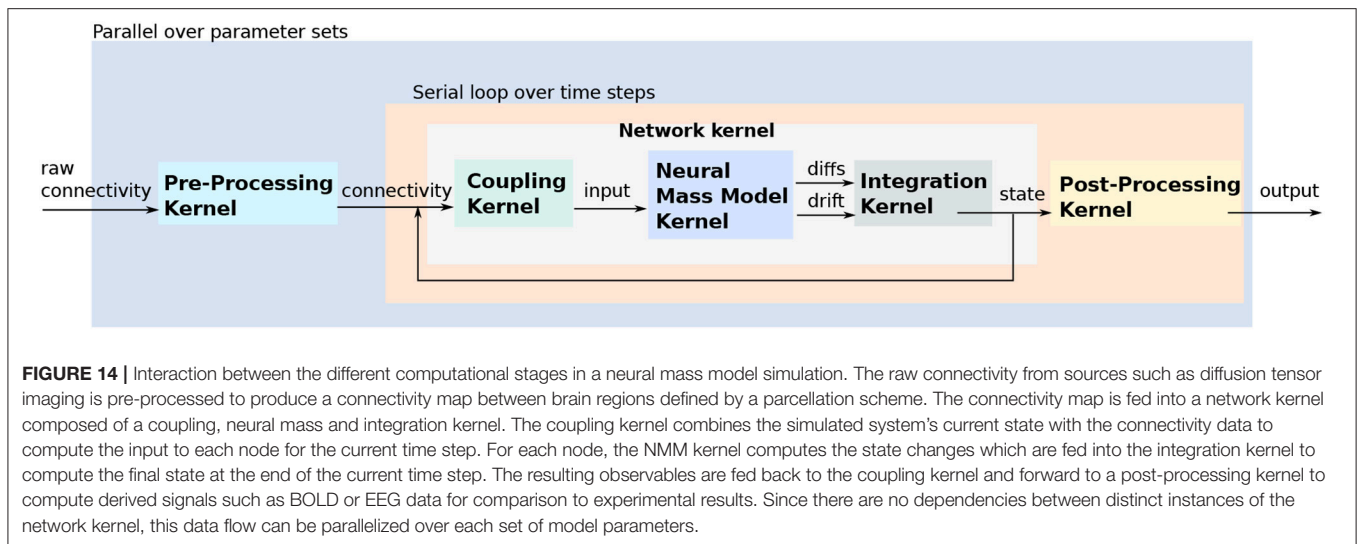 Parallel over parameter sets
Serial loop over time steps
Network kernel
raw
connectivity
Pre-Processing
Kernel
connectivity
Coupling
Kernel
input
Neural
Mass Model
Kernel
diffs
drift
Integration
Kernel
state
Post-Processing
Kernel
output
FIGURE 14 | Interaction between the different computational stages in a neural mass model simulation. The raw connectivity from sources such as diffusion tensor
imaging is pre-processed to produce a connectivity map between brain regions defined by a parcellation scheme. The connectivity map is fed into a network kernel
composed of a coupling, neural mass and integration kernel. The coupling kernel combines the simulated system's current state with the connectivity data to
compute the input to each node for the current time step. For each node, the NMM kernel computes the state changes which are fed into the integration kernel to
compute the final state at the end of the current time step. The resulting observables are fed back to the coupling kernel and forward to a post-processing kernel to
compute derived signals such as BOLD or EEG data for comparison to experimental results. Since there are no dependencies between distinct instances of the
network kernel, this data flow can be parallelized over each set of model parameters.